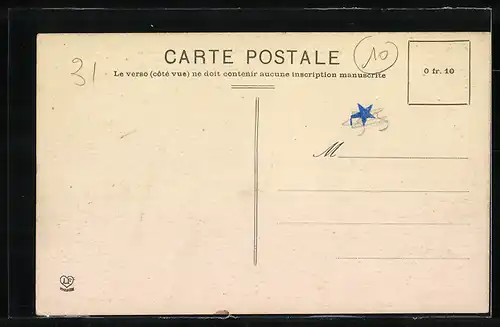 CARTE POSTALE
Le verso (côté vue) ne doit contenir aucune inscription manuscrite
31
10
0 fr. 10
M